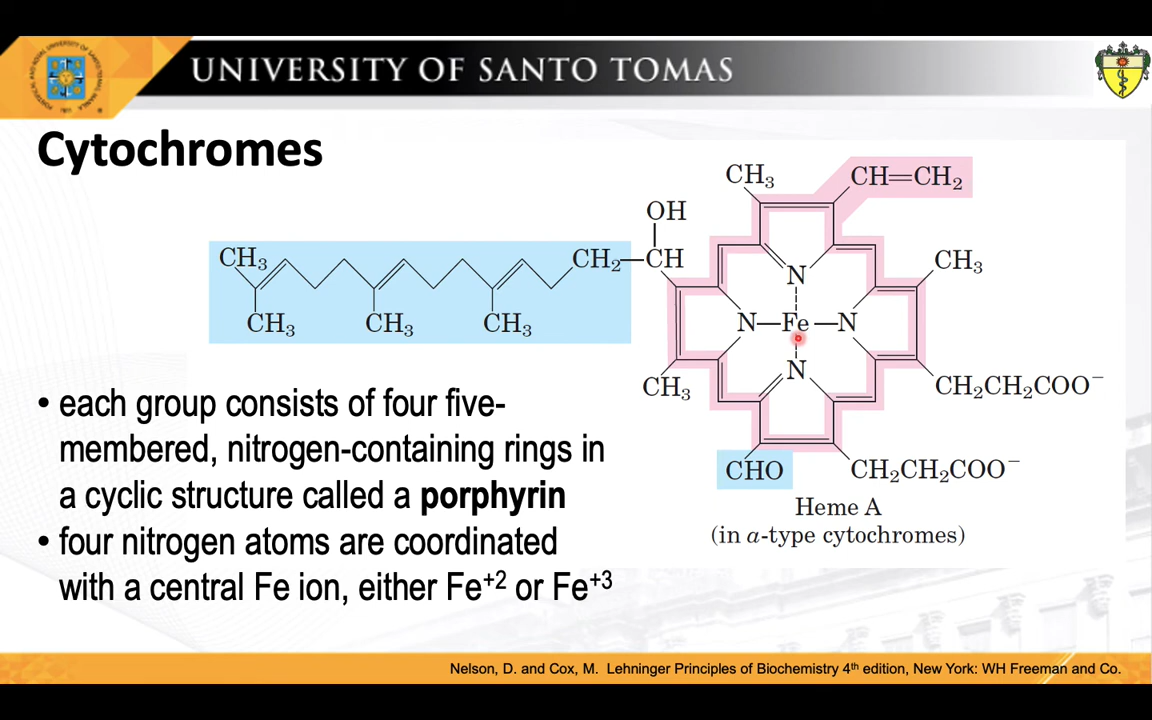 UNIVERSITY OF SANTO TOMAS
Cytochromes
CH₃
CH=CH₂
OH
CH₃
CH₂—CH
CH₃
N
CH₃
CH₃
CH₃
N—Fe—N
N
CH₃
CH₂CH₂COO⁻
CHO
CH₂CH₂COO⁻
Heme A
(in a-type cytochromes)
• each group consists of four five-
membered, nitrogen-containing rings in
a cyclic structure called a porphyrin
• four nitrogen atoms are coordinated
with a central Fe ion, either Fe⁺² or Fe⁺³
Nelson, D. and Cox, M. Lehninger Principles of Biochemistry 4ᵗʰ edition, New York: WH Freeman and Co.